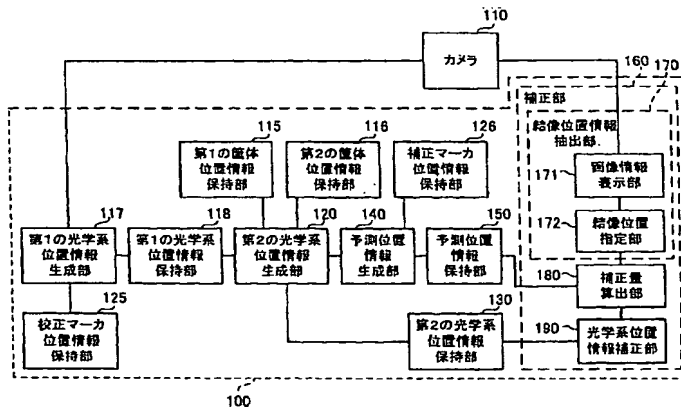 110
カメラ
160
170
補正部
結像位置情報
抽出部
115
116
126
第1の筐体
位置情報
保持部
第2の筐体
位置情報
保持部
補正マーカ
位置情報
保持部
171
画像情報
表示部
117
118
120
140
150
172
結像位置
指定部
第1の光学系
位置情報
生成部
第1の光学系
位置情報
保持部
第2の光学系
位置情報
生成部
予測位置
情報
生成部
予測位置
情報
保持部
180
補正量
算出部
125
校正マーカ
位置情報
保持部
130
第2の光学系
位置情報
保持部
190
光学系位置
情報補正部
100